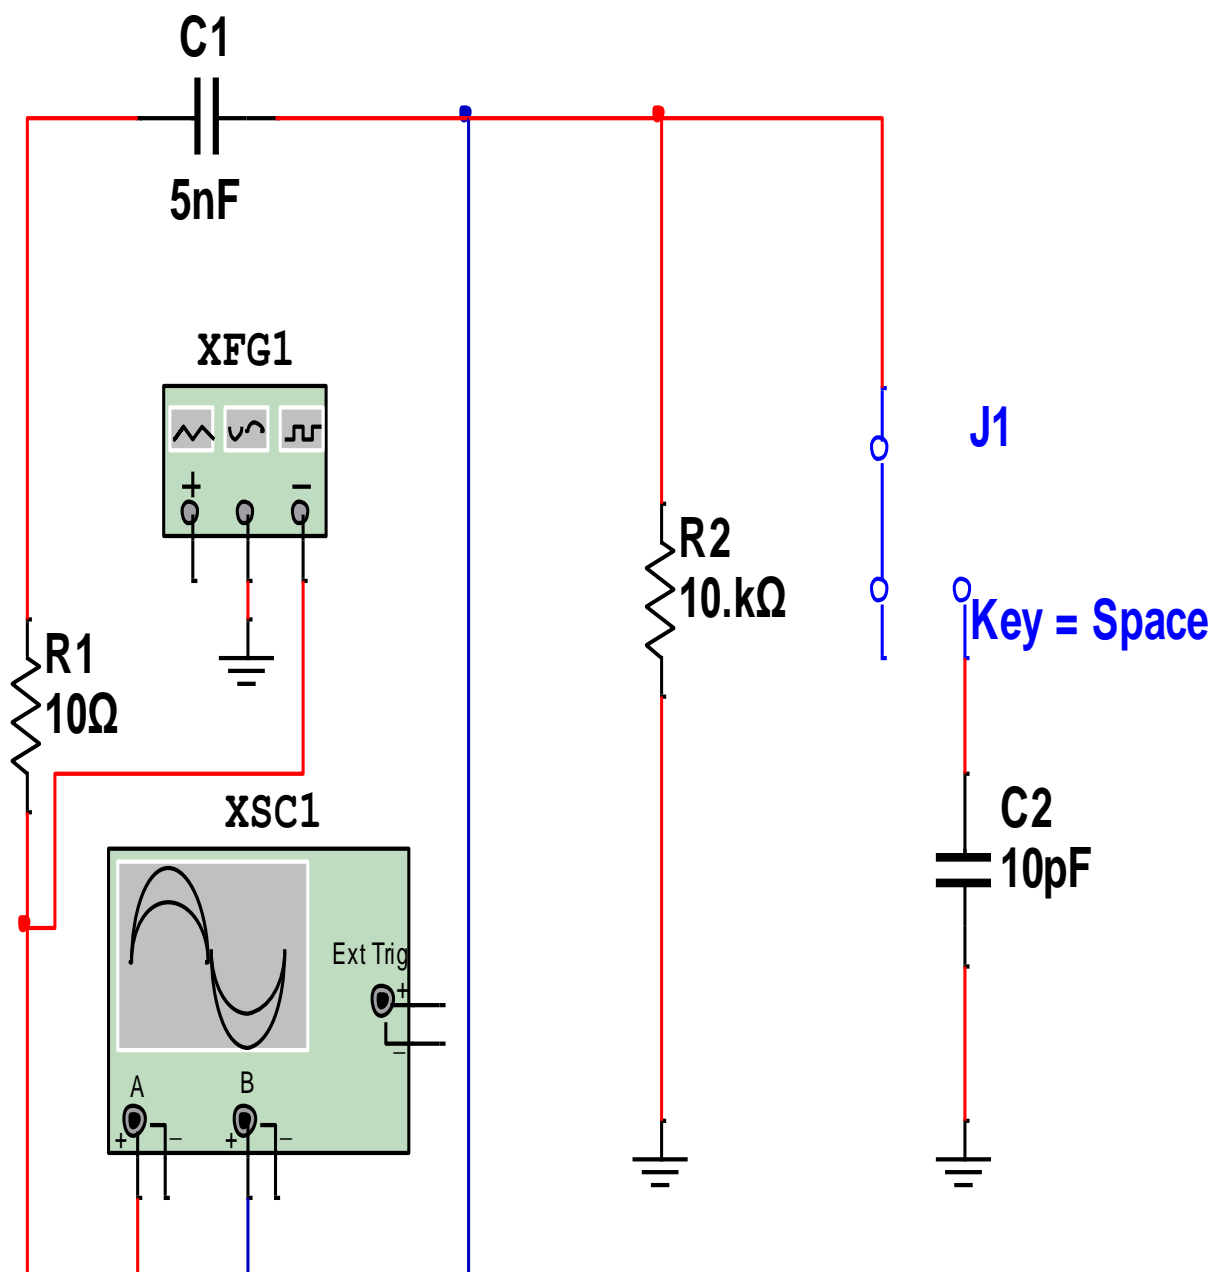 C1
5nF
XFG1
+
−
J1
R2
10.kΩ
Key = Space
R1
10Ω
XSC1
C2
10pF
Ext Trig
+
−
A
B
+
−
+
−